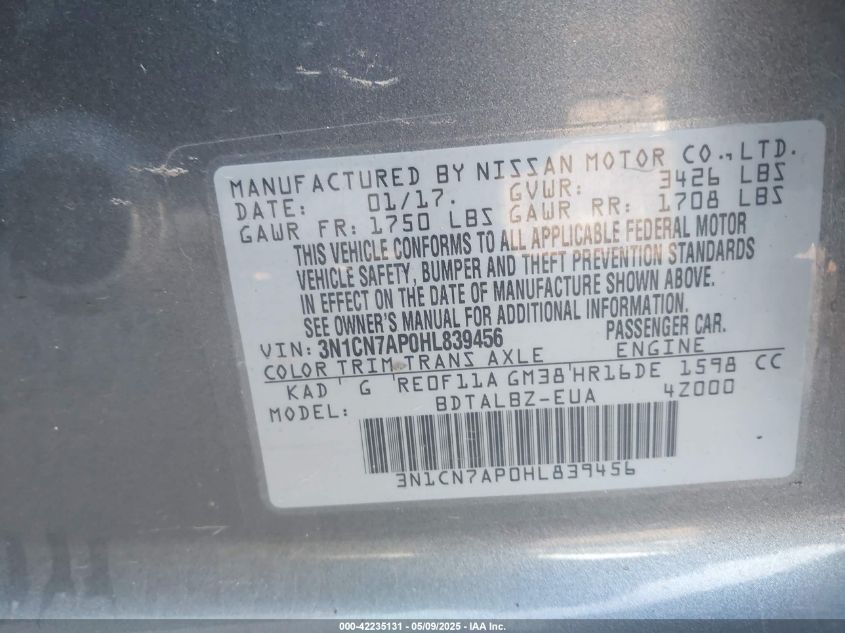 MANUFACTURED BY NISSAN MOTOR CO., LTD.
DATE: 01/17. GVWR: 3426 LBS
GAWR FR: 1750 LBS GAWR RR: 1708 LBS
THIS VEHICLE CONFORMS TO ALL APPLICABLE FEDERAL MOTOR
VEHICLE SAFETY, BUMPER AND THEFT PREVENTION STANDARDS
IN EFFECT ON THE DATE OF MANUFACTURE SHOWN ABOVE.
SEE OWNER'S MANUAL FOR ADDITIONAL INFORMATION.
VIN: 3N1CN7AP0HL839456 PASSENGER CAR.
COLOR TRIM TRANS AXLE ENGINE
KAD G RE0F11A GM38 HR16DE 1598 CC
MODEL: BDTALBZ-EUA 4Z000
3N1CN7AP0HL839456
000-42235131 - 05/09/2025 - IAA Inc.